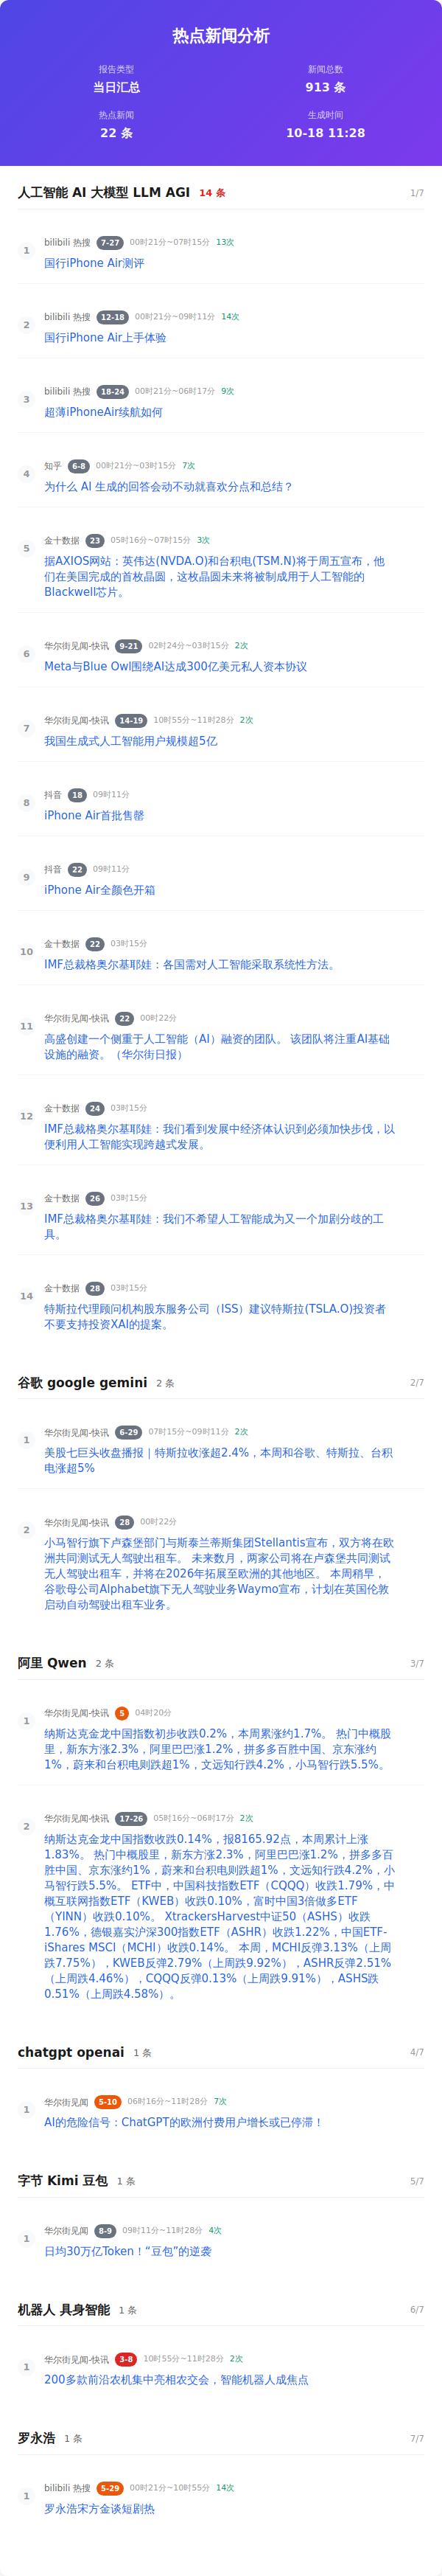 热点新闻分析
报告类型
当日汇总
新闻总数
913 条
热点新闻
22 条
生成时间
10-18 11:28
人工智能 AI 大模型 LLM AGI 14 条 1/7
1
bilibili 热搜 7-27 00时21分~07时15分 13次
国行iPhone Air测评
2
bilibili 热搜 12-18 00时21分~09时11分 14次
国行iPhone Air上手体验
3
bilibili 热搜 18-24 00时21分~06时17分 9次
超薄iPhoneAir续航如何
4
知乎 6-8 00时21分~03时15分 7次
为什么 AI 生成的回答会动不动就喜欢分点和总结？
5
金十数据 23 05时16分~07时15分 3次
据AXIOS网站：英伟达(NVDA.O)和台积电(TSM.N)将于周五宣布，他
们在美国完成的首枚晶圆，这枚晶圆未来将被制成用于人工智能的
Blackwell芯片。
6
华尔街见闻 9-21 02时24分~03时15分 2次
Meta与Blue Owl围绕AI达成300亿美元私人资本协议
7
华尔街见闻-快讯 14-19 10时55分~11时28分 2次
我国生成式人工智能用户规模超5亿
8
抖音 18 09时11分
iPhone Air首批售罄
9
抖音 22 09时11分
iPhone Air全颜色开箱
10
金十数据 22 03时15分
IMF总裁格奥尔基耶娃：各国需对人工智能采取系统性方法。
11
华尔街见闻-快讯 22 00时22分
高盛创建一个侧重于人工智能（AI）融资的团队。 该团队将注重AI基础
设施的融资。（华尔街日报）
12
金十数据 24 03时15分
IMF总裁格奥尔基耶娃：我们看到发展中经济体认识到必须加快步伐，以
便利用人工智能实现跨越式发展。
13
金十数据 26 03时15分
IMF总裁格奥尔基耶娃：我们不希望人工智能成为又一个加剧分歧的工
具。
14
金十数据 28 03时15分
特斯拉代理顾问机构股东服务公司（ISS）建议特斯拉(TSLA.O)投资者
不要支持投资XAI的提案。
谷歌 google gemini 2 条 2/7
1
华尔街见闻-快讯 6-29 07时15分~09时11分 2次
美股七巨头收盘播报｜特斯拉收涨超2.4%，本周和谷歌、特斯拉、台积
电涨超5%
2
华尔街见闻-快讯 28 00时22分
小马智行旗下卢森堡部门与斯泰兰蒂斯集团Stellantis宣布，双方将在欧
洲共同测试无人驾驶出租车。 未来数月，两家公司将在卢森堡共同测试
无人驾驶出租车，并将在2026年拓展至欧洲的其他地区。 本周稍早，
谷歌母公司Alphabet旗下无人驾驶业务Waymo宣布，计划在英国伦敦
启动自动驾驶出租车业务。
阿里 Qwen 2 条 3/7
1
华尔街见闻-快讯 5 04时20分
纳斯达克金龙中国指数初步收跌0.2%，本周累涨约1.7%。 热门中概股
里，新东方涨2.3%，阿里巴巴涨1.2%，拼多多百胜中国、京东涨约
1%，蔚来和台积电则跌超1%，文远知行跌4.2%，小马智行跌5.5%。
2
华尔街见闻-快讯 17-26 05时16分~06时17分 2次
纳斯达克金龙中国指数收跌0.14%，报8165.92点，本周累计上涨
1.83%。 热门中概股里，新东方涨2.3%，阿里巴巴涨1.2%，拼多多百
胜中国、京东涨约1%，蔚来和台积电则跌超1%，文远知行跌4.2%，小
马智行跌5.5%。 ETF中，中国科技指数ETF（CQQQ）收跌1.79%，中
概互联网指数ETF（KWEB）收跌0.10%，富时中国3倍做多ETF
（YINN）收跌0.10%。 XtrackersHarvest中证50（ASHS）收跌
1.76%，德银嘉实沪深300指数ETF（ASHR）收跌1.22%，中国ETF-
iShares MSCI（MCHI）收跌0.14%。 本周，MCHI反弹3.13%（上周
跌7.75%），KWEB反弹2.79%（上周跌9.92%），ASHR反弹2.51%
（上周跌4.46%），CQQQ反弹0.13%（上周跌9.91%），ASHS跌
0.51%（上周跌4.58%）。
chatgpt openai 1 条 4/7
1
华尔街见闻 5-10 06时16分~11时28分 7次
AI的危险信号：ChatGPT的欧洲付费用户增长或已停滞！
字节 Kimi 豆包 1 条 5/7
1
华尔街见闻 8-9 09时11分~11时28分 4次
日均30万亿Token！“豆包”的逆袭
机器人 具身智能 1 条 6/7
1
华尔街见闻-快讯 3-8 10时55分~11时28分 2次
200多款前沿农机集中亮相农交会，智能机器人成焦点
罗永浩 1 条 7/7
1
bilibili 热搜 5-29 00时21分~10时55分 14次
罗永浩宋方金谈短剧热